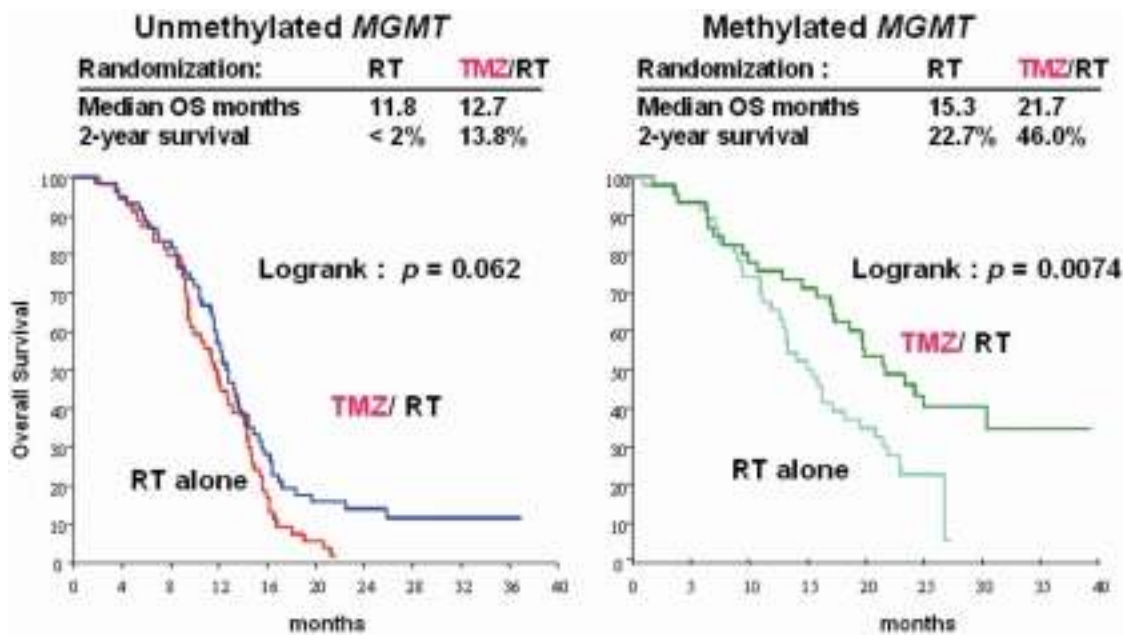 Unmethylated MGMT
Randomization: RT TMZ/RT
Median OS months 11.8 12.7
2-year survival < 2% 13.8%
100
90
80
70
60
50
40
30
20
10
0
Overall Survival
Logrank : p = 0.062
TMZ/ RT
RT alone
0 4 8 12 16 20 24 28 32 36 40
months
Methylated MGMT
Randomization : RT TMZ/RT
Median OS months 15.3 21.7
2-year survival 22.7% 46.0%
100
90
80
70
60
50
40
30
20
10
0
Logrank : p = 0.0074
TMZ/ RT
RT alone
0 5 10 15 20 25 30 35 40
months